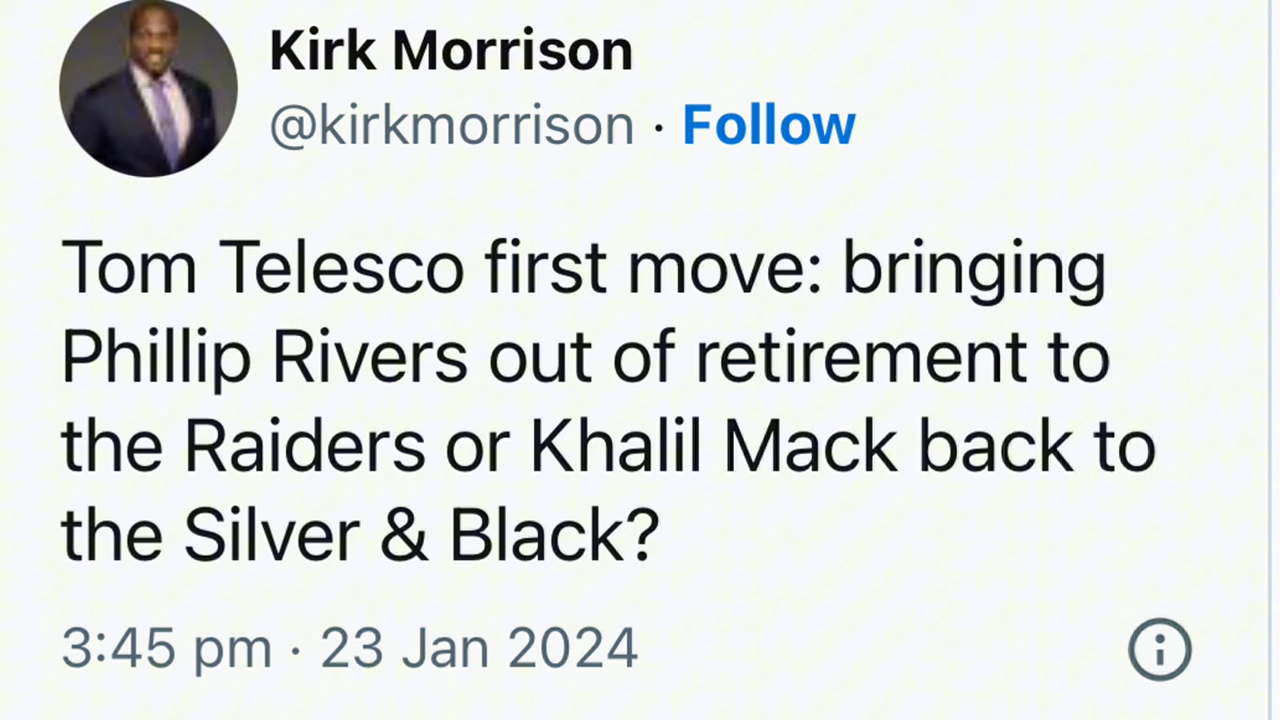 Kirk Morrison
@kirkmorrison · Follow
Tom Telesco first move: bringing
Phillip Rivers out of retirement to
the Raiders or Khalil Mack back to
the Silver & Black?
3:45 pm · 23 Jan 2024